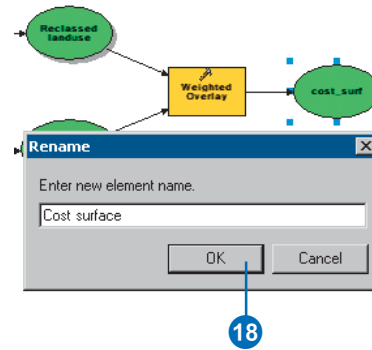 Reclassed
landuse
Weighted
Overlay
cost_surf
Rename
Enter new element name.
Cost surface
OK
Cancel
18